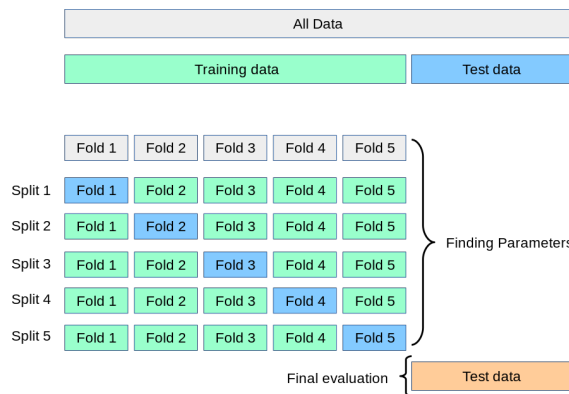 All Data
Training data Test data
Fold 1 Fold 2 Fold 3 Fold 4 Fold 5
Split 1 Fold 1 Fold 2 Fold 3 Fold 4 Fold 5
Split 2 Fold 1 Fold 2 Fold 3 Fold 4 Fold 5
Finding Parameters
Split 3 Fold 1 Fold 2 Fold 3 Fold 4 Fold 5
Split 4 Fold 1 Fold 2 Fold 3 Fold 4 Fold 5
Split 5 Fold 1 Fold 2 Fold 3 Fold 4 Fold 5
Final evaluation Test data